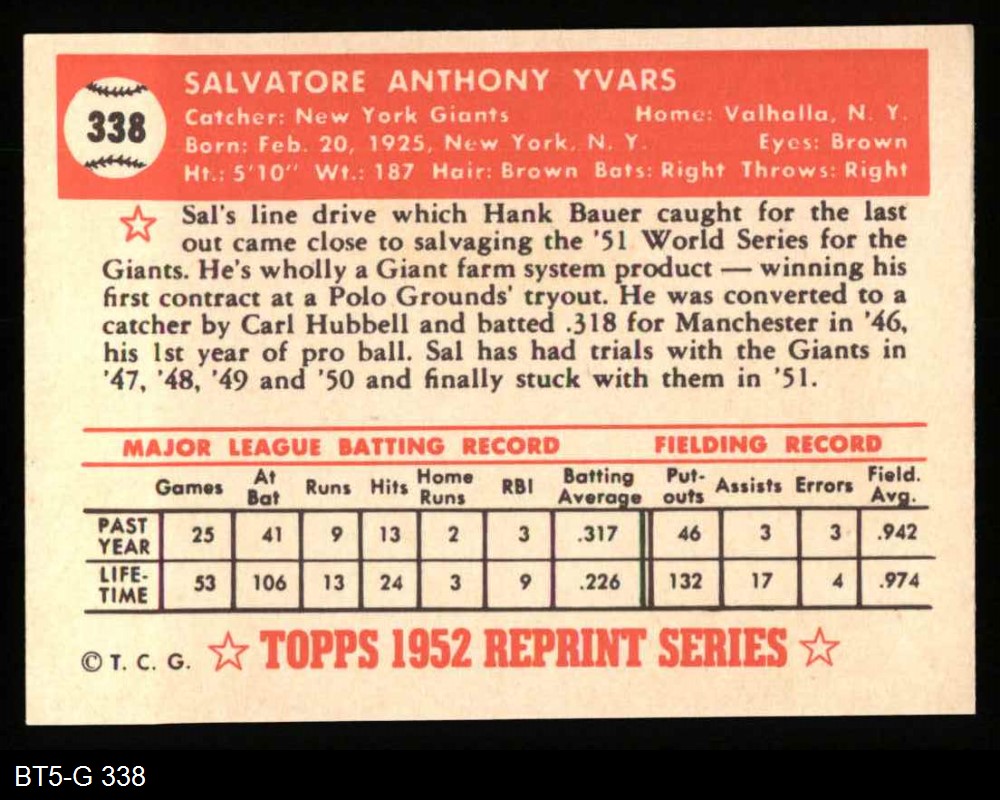 338
SALVATORE ANTHONY YVARS
Catcher: New York Giants Home: Valhalla, N. Y.
Born: Feb. 20, 1925, New York, N. Y. Eyes: Brown
Ht.: 5'10" Wt.: 187 Hair: Brown Bats: Right Throws: Right
Sal's line drive which Hank Bauer caught for the last
out came close to salvaging the '51 World Series for the
Giants. He's wholly a Giant farm system product — winning his
first contract at a Polo Grounds' tryout. He was converted to a
catcher by Carl Hubbell and batted .318 for Manchester in '46,
his 1st year of pro ball. Sal has had trials with the Giants in
'47, '48, '49 and '50 and finally stuck with them in '51.
MAJOR LEAGUE BATTING RECORD FIELDING RECORD
Games At Bat Runs Hits Home Runs RBI Batting Average Put-outs Assists Errors Field. Avg.
PAST YEAR 25 41 9 13 2 3 .317 46 3 3 .942
LIFE-TIME 53 106 13 24 3 9 .226 132 17 4 .974
© T. C. G. TOPPS 1952 REPRINT SERIES
BT5-G 338